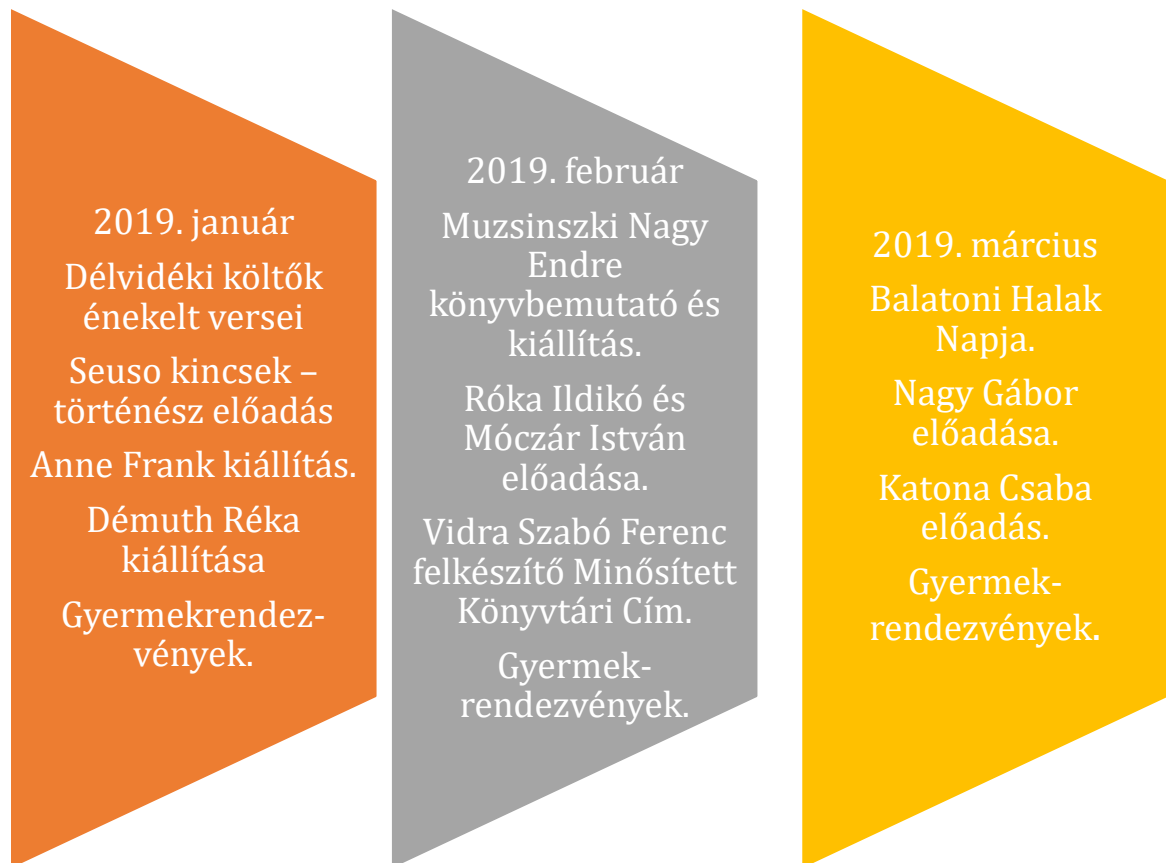 2019. január
Délvidéki költők
énekelt versei
Seuso kincsek –
történész előadás
Anne Frank kiállítás.
Démuth Réka
kiállítása
Gyermekrendez-
vények.
2019. február
Muzsinszki Nagy
Endre
könyvbemutató és
kiállítás.
Róka Ildikó és
Móczár István
előadása.
Vidra Szabó Ferenc
felkészítő Minősített
Könyvtári Cím.
Gyermek-
rendezvények.
2019. március
Balatoni Halak
Napja.
Nagy Gábor
előadása.
Katona Csaba
előadás.
Gyermek-
rendezvények.